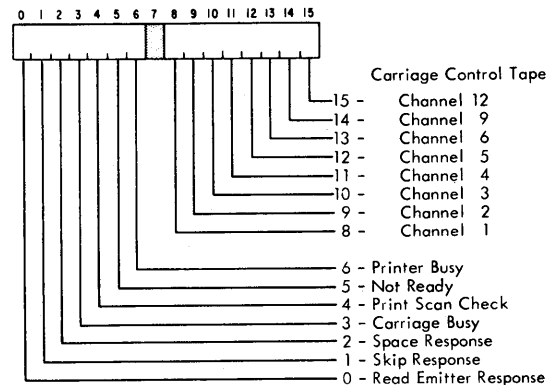 0 1 2 3 4 5 6 7 8 9 10 11 12 13 14 15
Carriage Control Tape
15 - Channel 12
14 - Channel 9
13 - Channel 6
12 - Channel 5
11 - Channel 4
10 - Channel 3
9 - Channel 2
8 - Channel 1
6 - Printer Busy
5 - Not Ready
4 - Print Scan Check
3 - Carriage Busy
2 - Space Response
1 - Skip Response
0 - Read Emitter Response